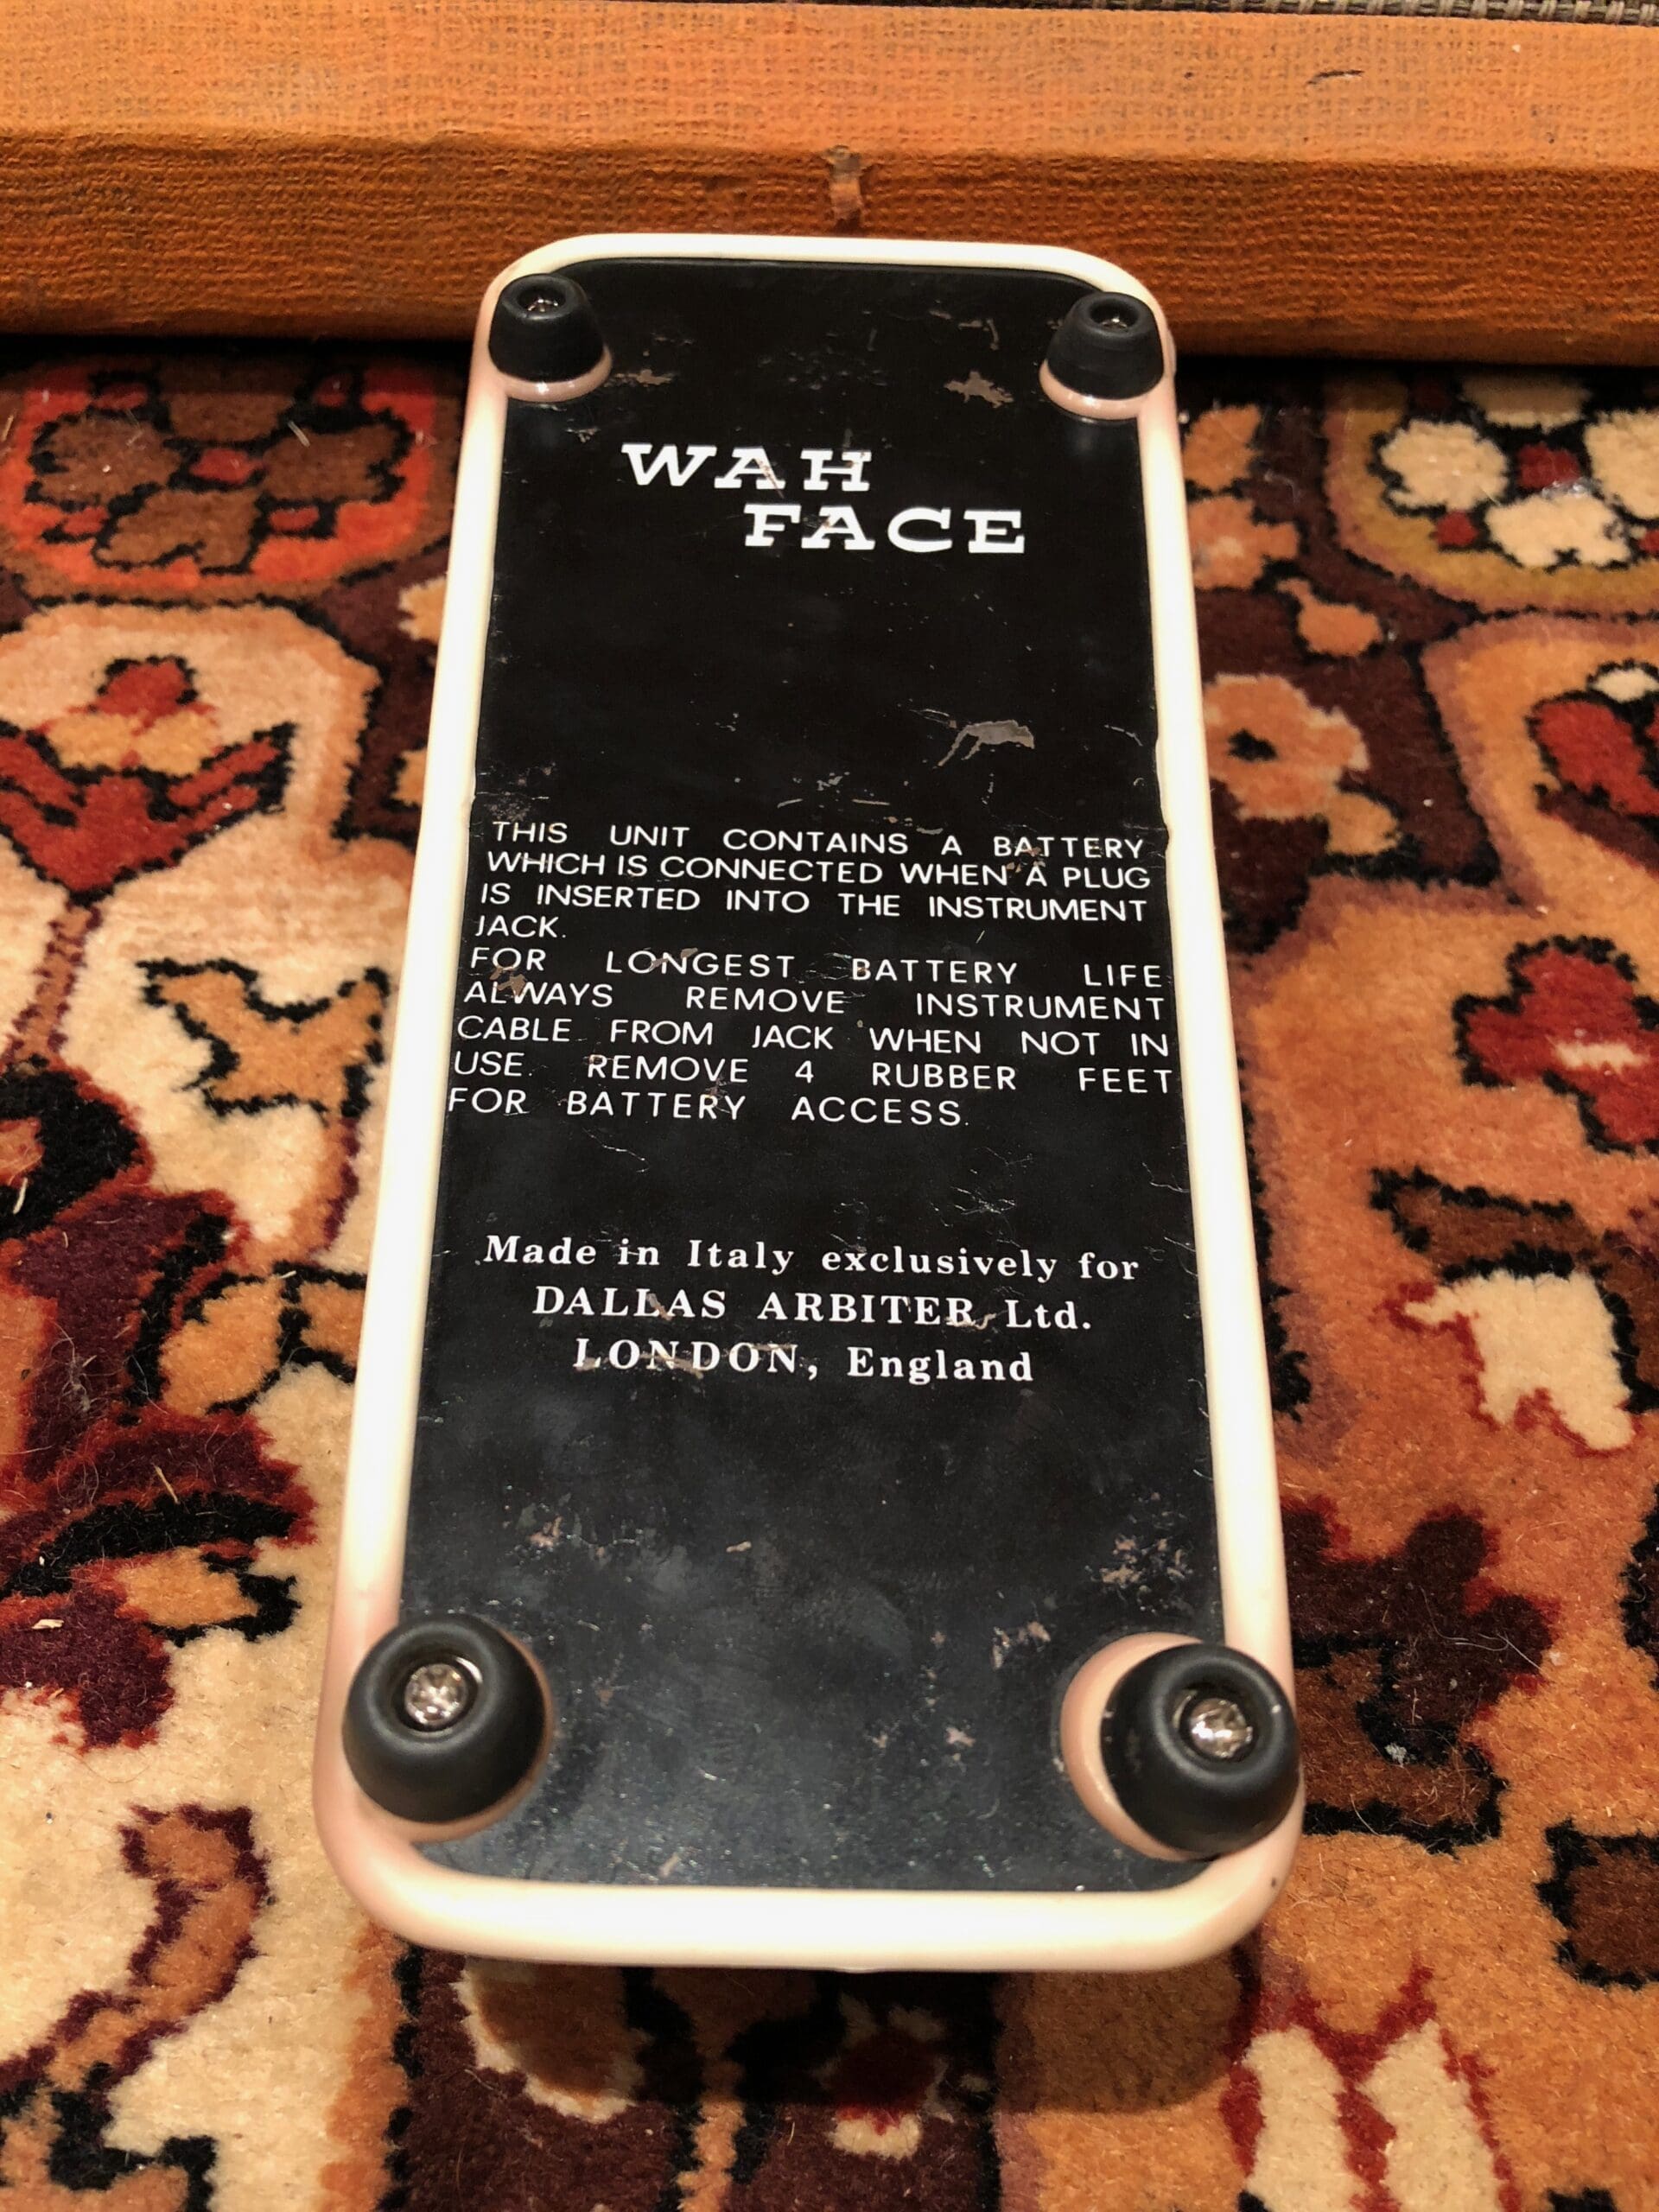 WAH
FACE
THIS UNIT CONTAINS A BATTERY
WHICH IS CONNECTED WHEN A PLUG
IS INSERTED INTO THE INSTRUMENT
JACK.
FOR LONGEST BATTERY LIFE
ALWAYS REMOVE INSTRUMENT
CABLE FROM JACK WHEN NOT IN
USE. REMOVE 4 RUBBER FEET
FOR BATTERY ACCESS.
Made in Italy exclusively for
DALLAS ARBITER Ltd.
LONDON, England